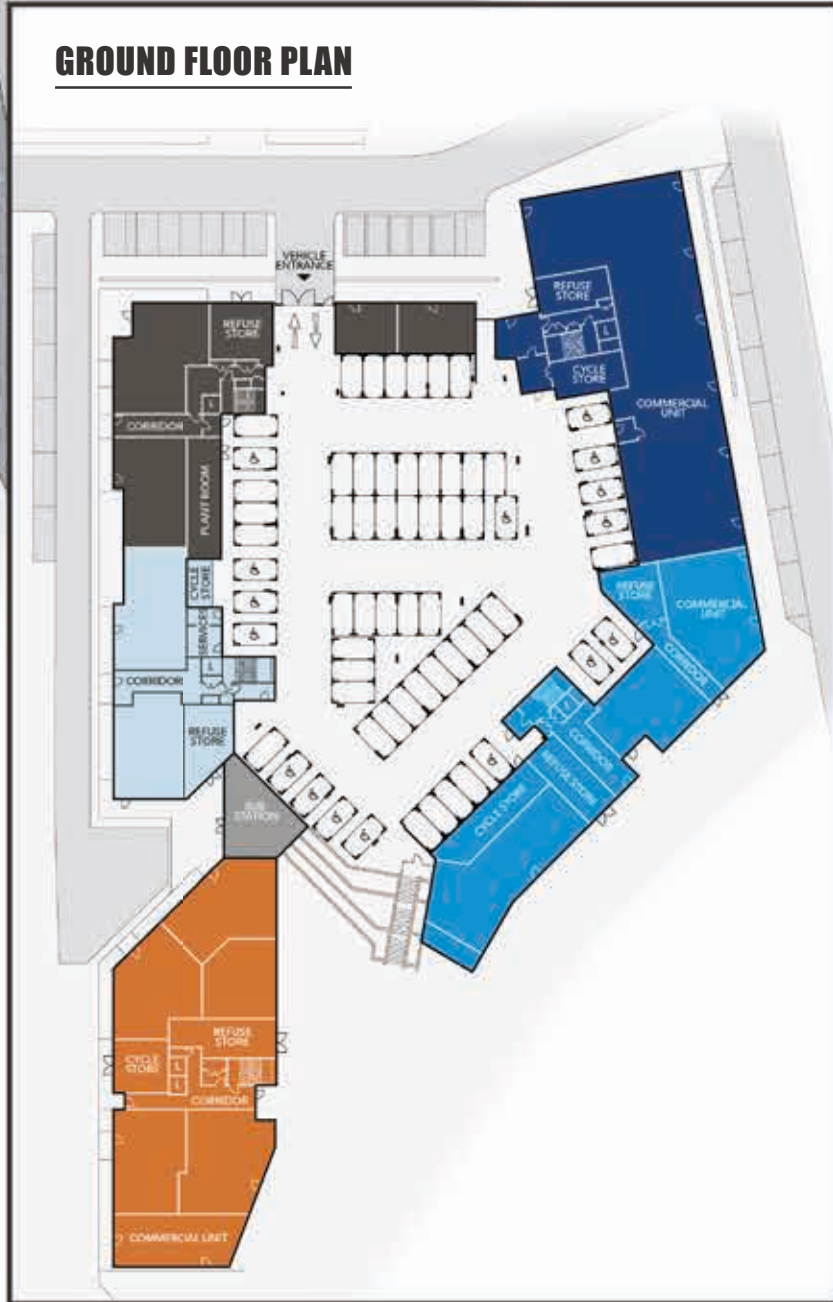 GROUND FLOOR PLAN
VEHICLE
ENTRANCE
REFUSE
STORE
REFUSE
STORE
L
L
CYCLE
STORE
COMMERCIAL
UNIT
CORRIDOR
PLANT ROOM
CYCLE
STORE
SERVICES
REFUSE
STORE
COMMERCIAL
UNIT
CORRIDOR
L
CORRIDOR
REFUSE
STORE
L
CORRIDOR
REFUSE STORE
CYCLE STORE
SUB
STATION
REFUSE
STORE
CYCLE
STORE
L
L
CORRIDOR
COMMERCIAL UNIT